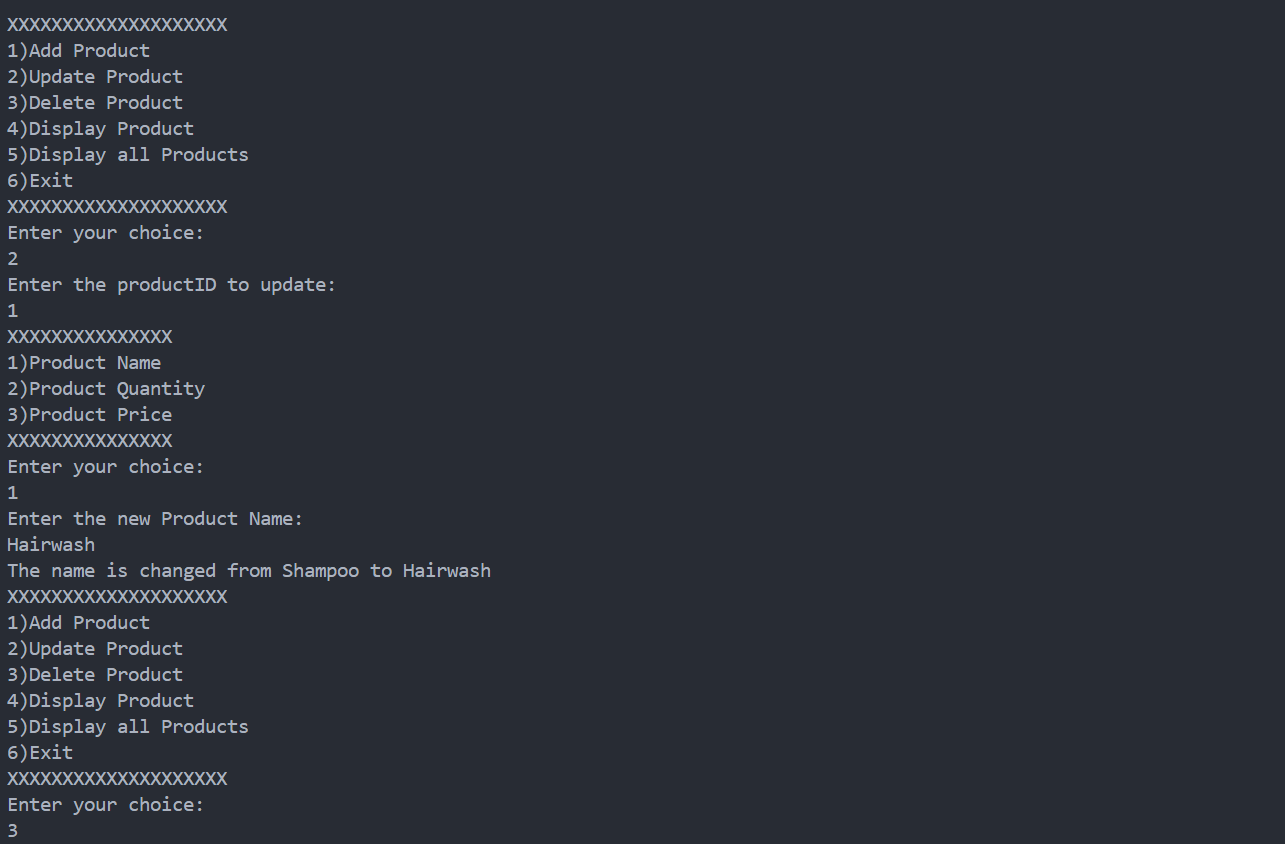 XXXXXXXXXXXXXXXXXXXX
1)Add Product
2)Update Product
3)Delete Product
4)Display Product
5)Display all Products
6)Exit
XXXXXXXXXXXXXXXXXXXX
Enter your choice:
2
Enter the productID to update:
1
XXXXXXXXXXXXXXX
1)Product Name
2)Product Quantity
3)Product Price
XXXXXXXXXXXXXXX
Enter your choice:
1
Enter the new Product Name:
Hairwash
The name is changed from Shampoo to Hairwash
XXXXXXXXXXXXXXXXXXXX
1)Add Product
2)Update Product
3)Delete Product
4)Display Product
5)Display all Products
6)Exit
XXXXXXXXXXXXXXXXXXXX
Enter your choice:
3